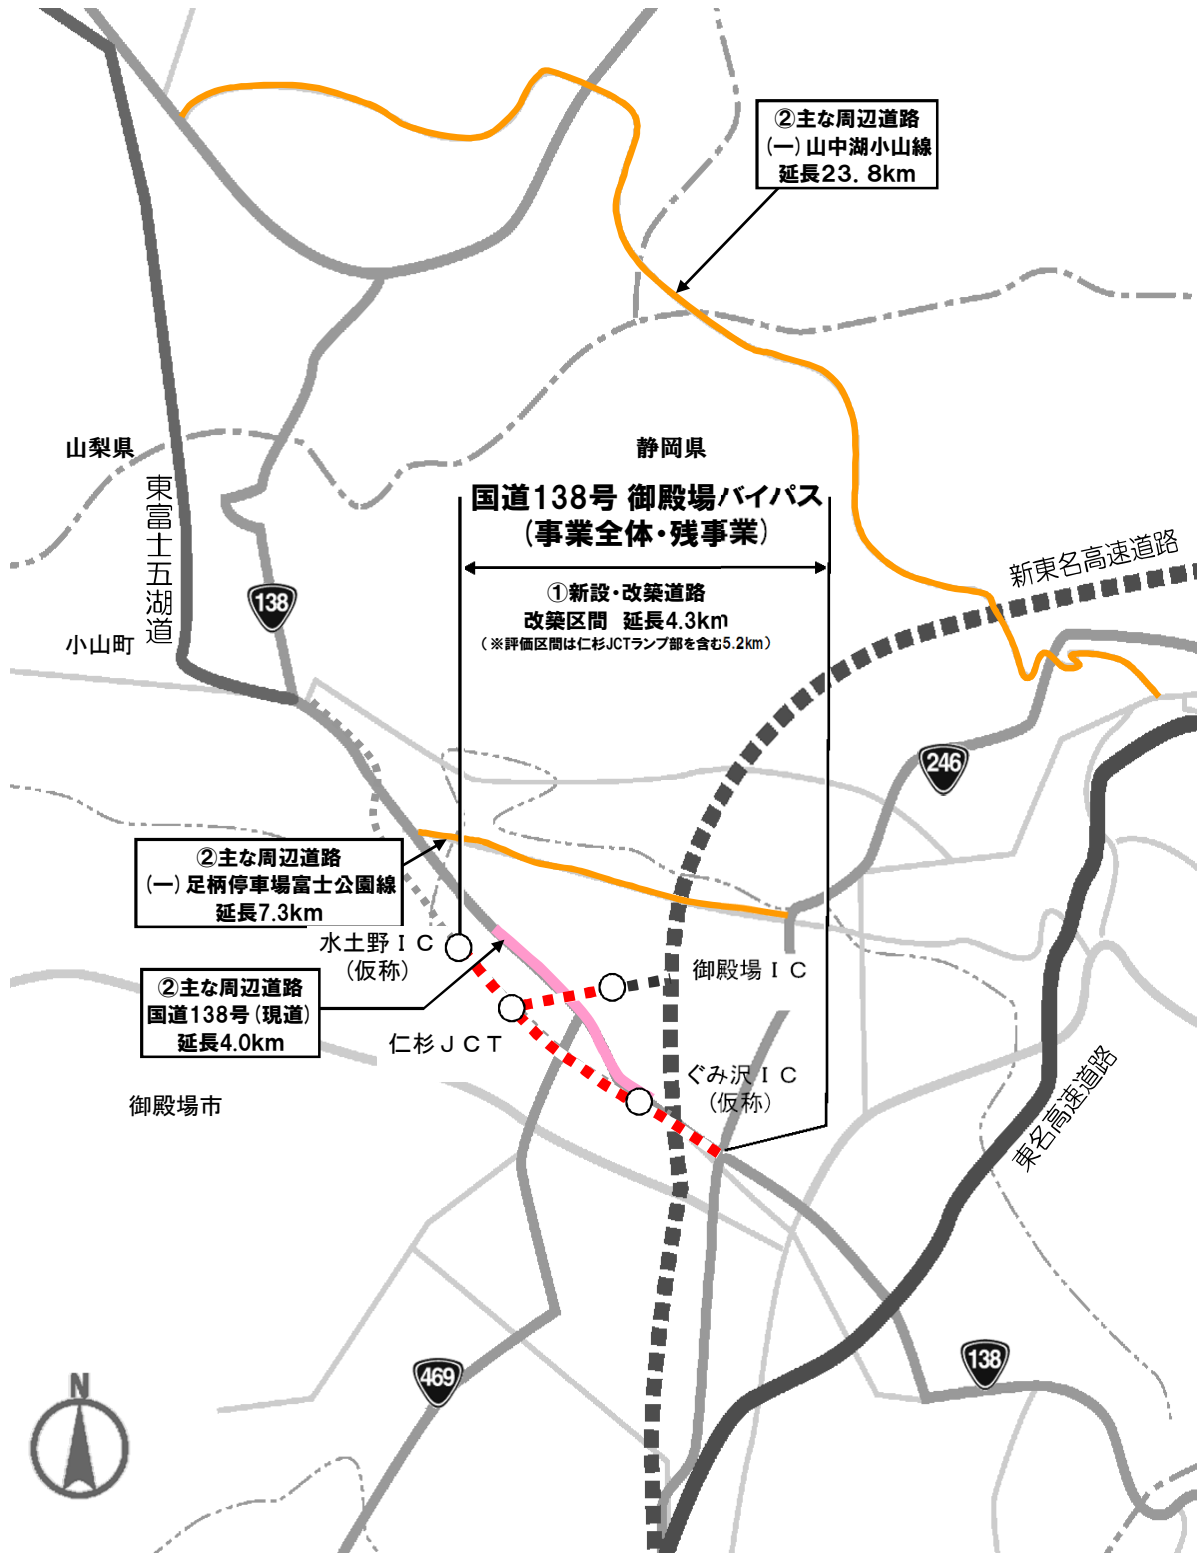 ②主な周辺道路
(一)山中湖小山線
延長23.8km
山梨県
静岡県
東富士五湖道
国道138号 御殿場バイパス
(事業全体・残事業)
新東名高速道路
①新設・改築道路
改築区間 延長4.3km
(※評価区間は仁杉JCTランプ部を含む5.2km)
138
小山町
246
②主な周辺道路
(一)足柄停車場富士公園線
延長7.3km
水土野IC
(仮称)
御殿場IC
②主な周辺道路
国道138号(現道)
延長4.0km
仁杉JCT
ぐみ沢IC
(仮称)
御殿場市
東名高速道路
138
469
N